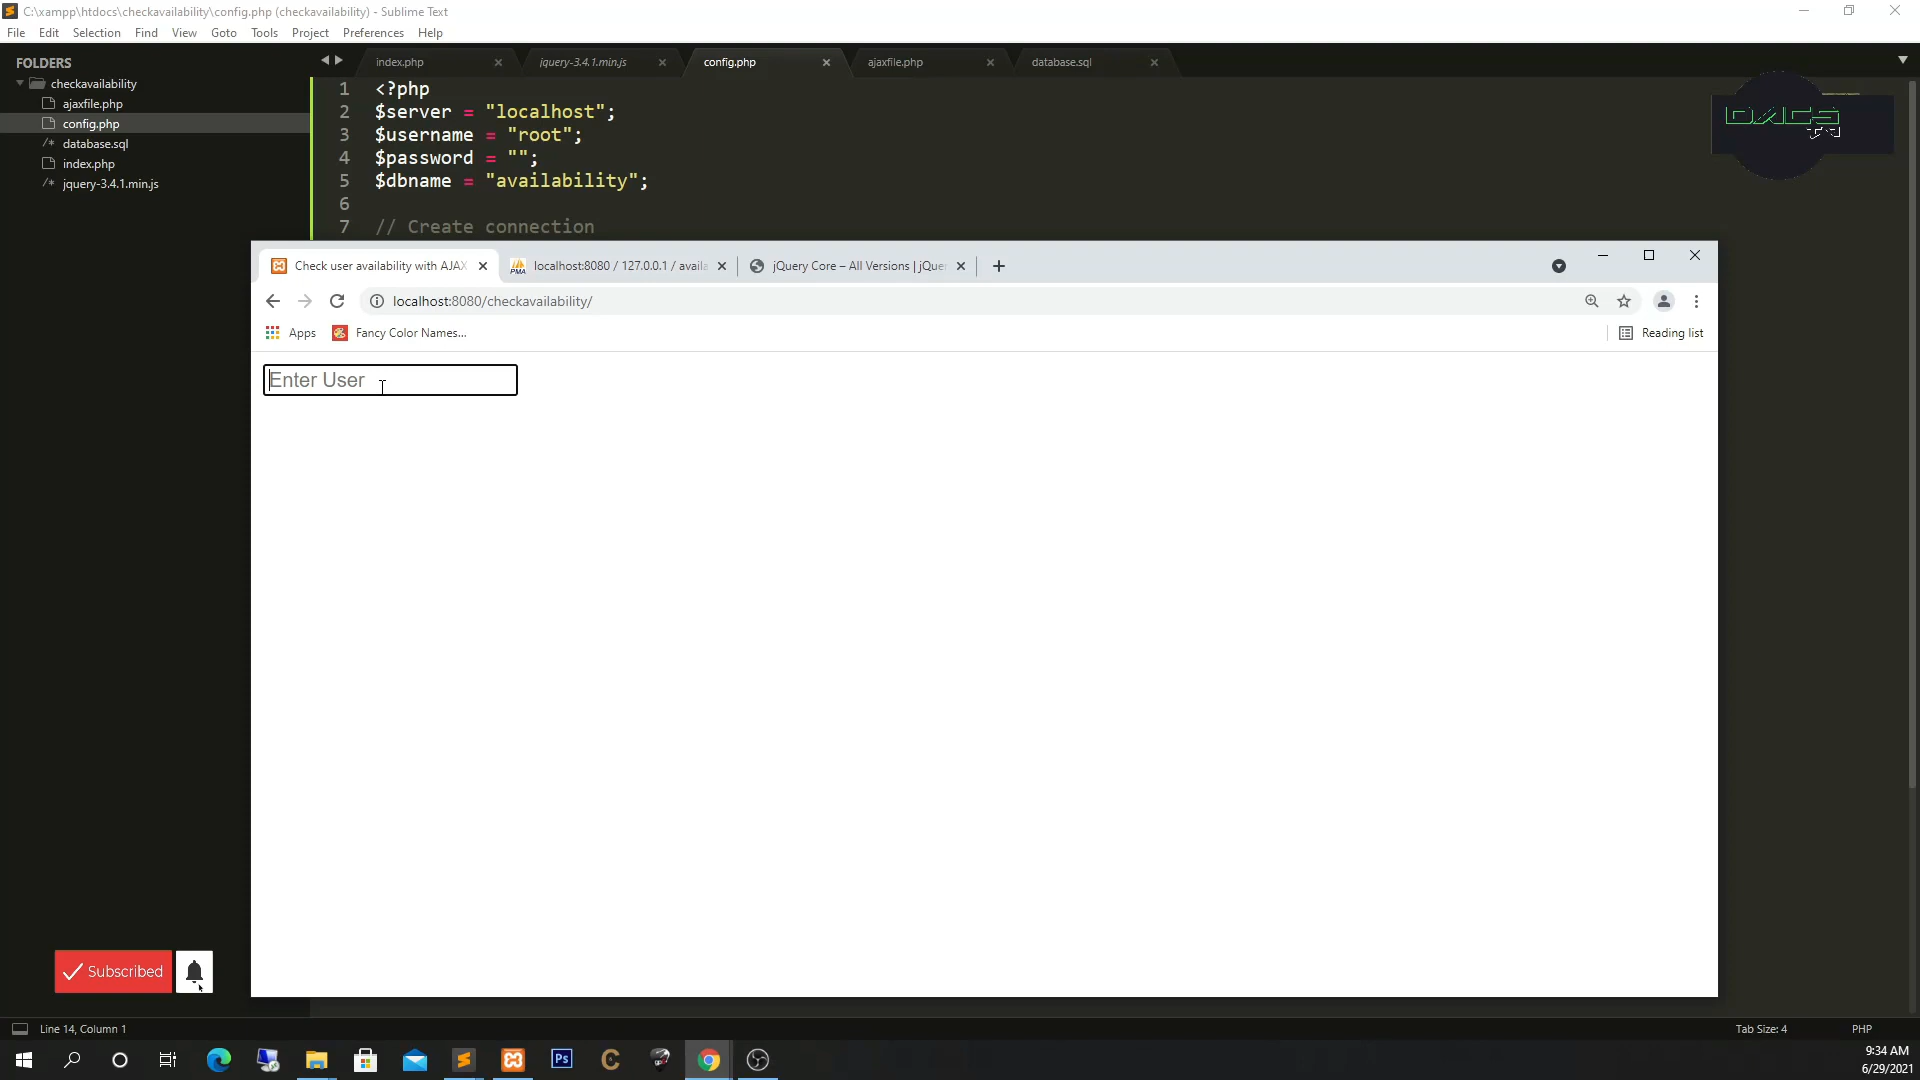 C:\xampp\htdocs\checkavailability\config.php (checkavailability) - Sublime Text
File Edit Selection Find View Goto Tools Project Preferences Help
FOLDERS
checkavailability
ajaxfile.php
config.php
/* database.sql
index.php
/* jquery-3.4.1.min.js
index.php jquery-3.4.1.min.js config.php ajaxfile.php database.sql
1 <?php
2 $server = "localhost";
3 $username = "root";
4 $password = "";
5 $dbname = "availability";
6
7 // Create connection
Check user availability with AJAX localhost:8080 / 127.0.0.1 / availa jQuery Core – All Versions | jQue
localhost:8080/checkavailability/
Apps Fancy Color Names... Reading list
Enter User
Subscribed
Line 14, Column 1 Tab Size: 4 PHP
Ps
9:34 AM
6/29/2021